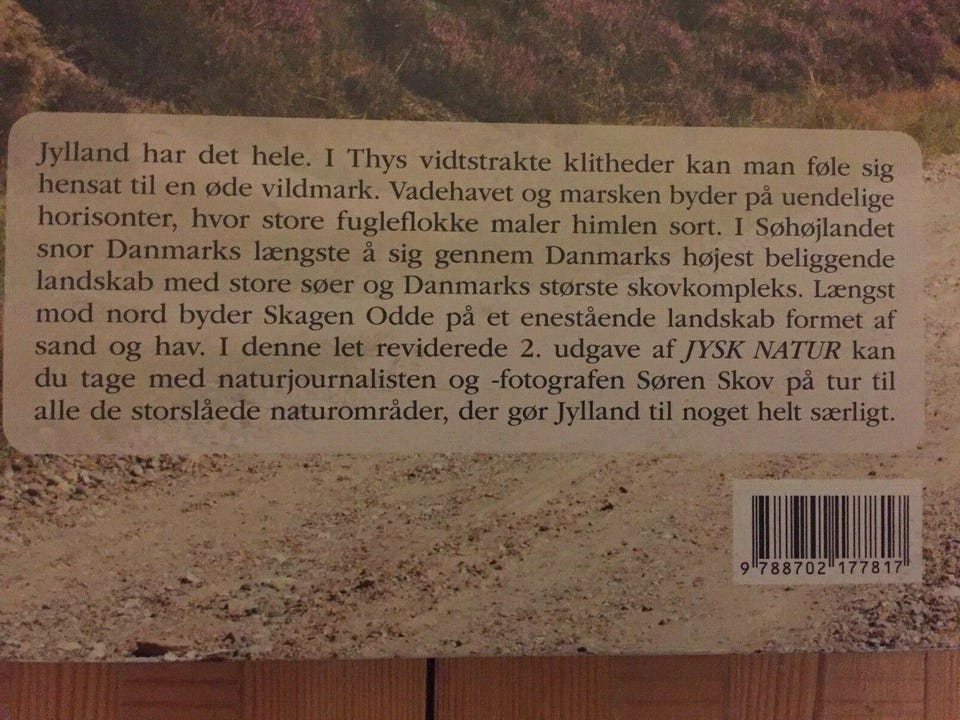 Jylland har det hele. I Thys vidtstrakte klitheder kan man føle sig
hensat til en øde vildmark. Vadehavet og marsken byder på uendelige
horisonter, hvor store fugleflokke maler himlen sort. I Søhøjlandet
snor Danmarks længste å sig gennem Danmarks højest beliggende
landskab med store søer og Danmarks største skovkompleks. Længst
mod nord byder Skagen Odde på et enestående landskab formet af
sand og hav. I denne let reviderede 2. udgave af JYSK NATUR kan
du tage med naturjournalisten og -fotografen Søren Skov på tur til
alle de storslåede naturområder, der gør Jylland til noget helt særligt.
9 788702 177817